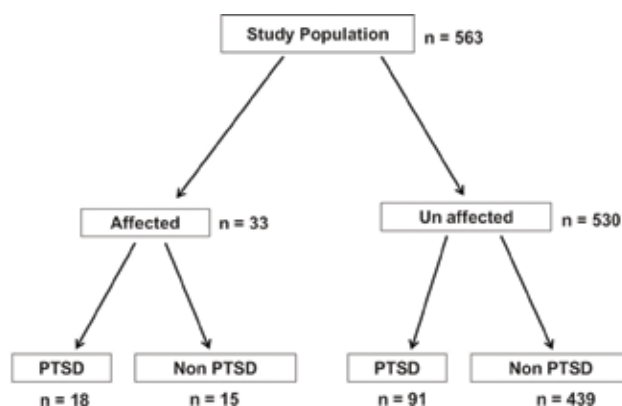 Study Population
n = 563
Affected
n = 33
Un affected
n = 530
PTSD
Non PTSD
PTSD
Non PTSD
n = 18
n = 15
n = 91
n = 439